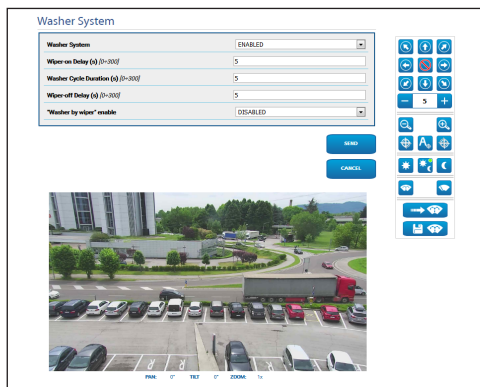 Washer System
Washer System ENABLED
Wiper-on Delay (s) [0÷300] 5
Washer Cycle Duration (s) [0÷300] 5
Wiper-off Delay (s) [0÷300] 5
"Washer by wiper" enable DISABLED
SEND
CANCEL
— 5 +
A
PAN: 0° TILT 0° ZOOM: 1x